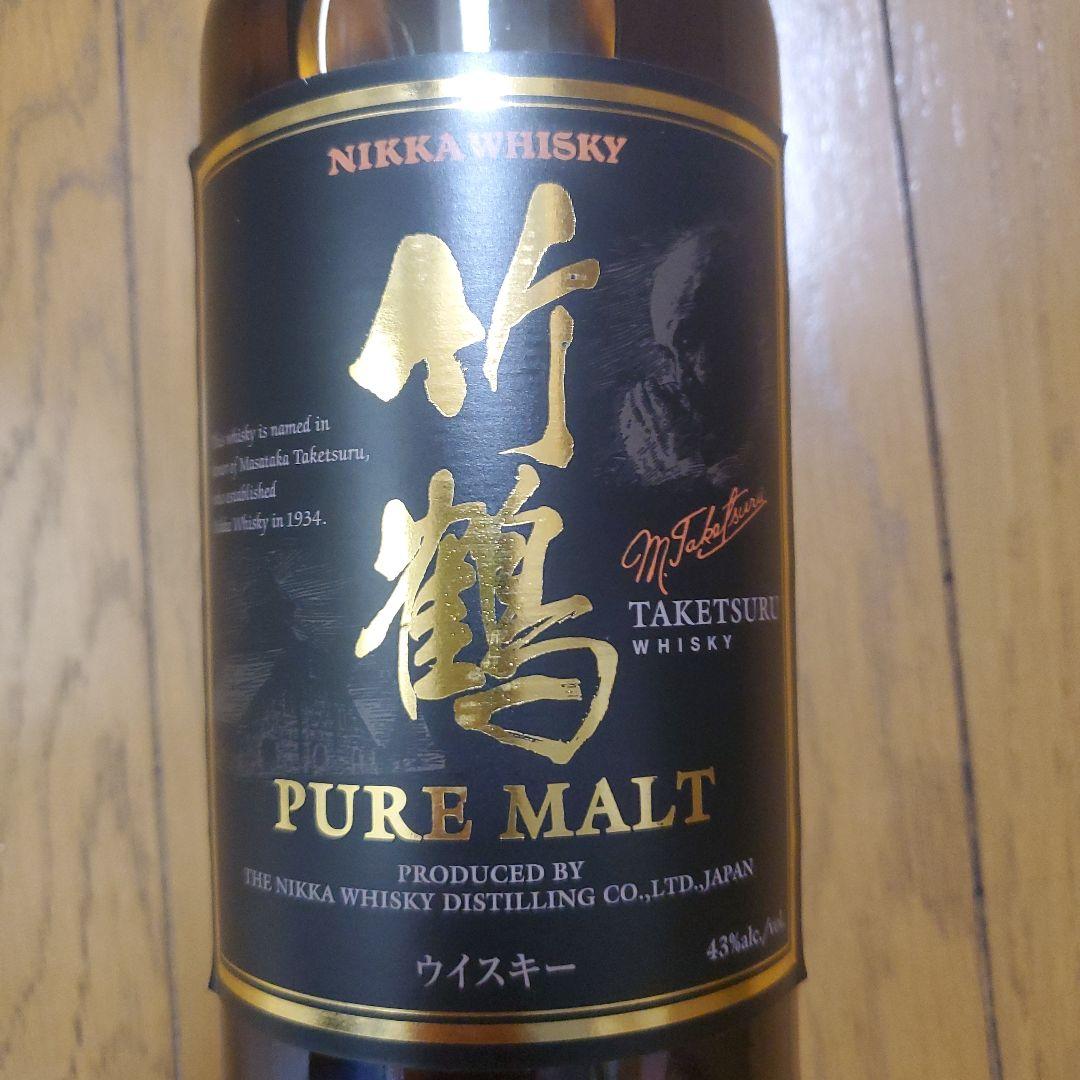 NIKKA WHISKY
竹鶴
whisky is named in
of Masataka Taketsuru,
established
Whisky in 1934.
M. Taketsuru
TAKETSURU
WHISKY
PURE MALT
PRODUCED BY
THE NIKKA WHISKY DISTILLING CO.,LTD.,JAPAN
43%alc./vol.
ウイスキー